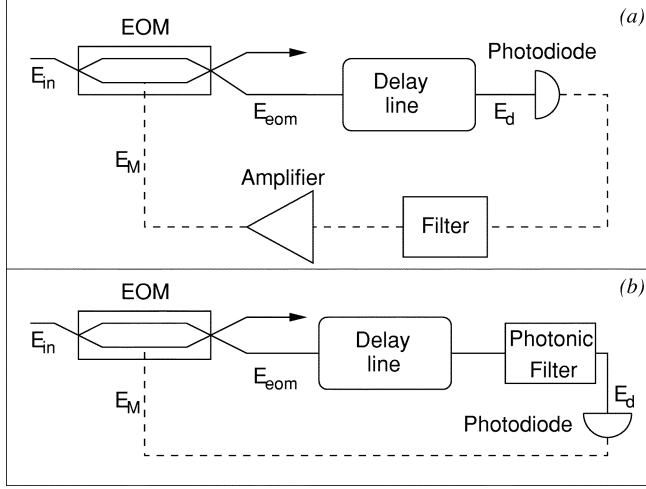 (a)
EOM
Photodiode
E_in
Delay
line
E_eom
E_d
E_M
Amplifier
Filter
(b)
EOM
E_in
Delay
line
Photonic
Filter
E_eom
E_d
E_M
Photodiode